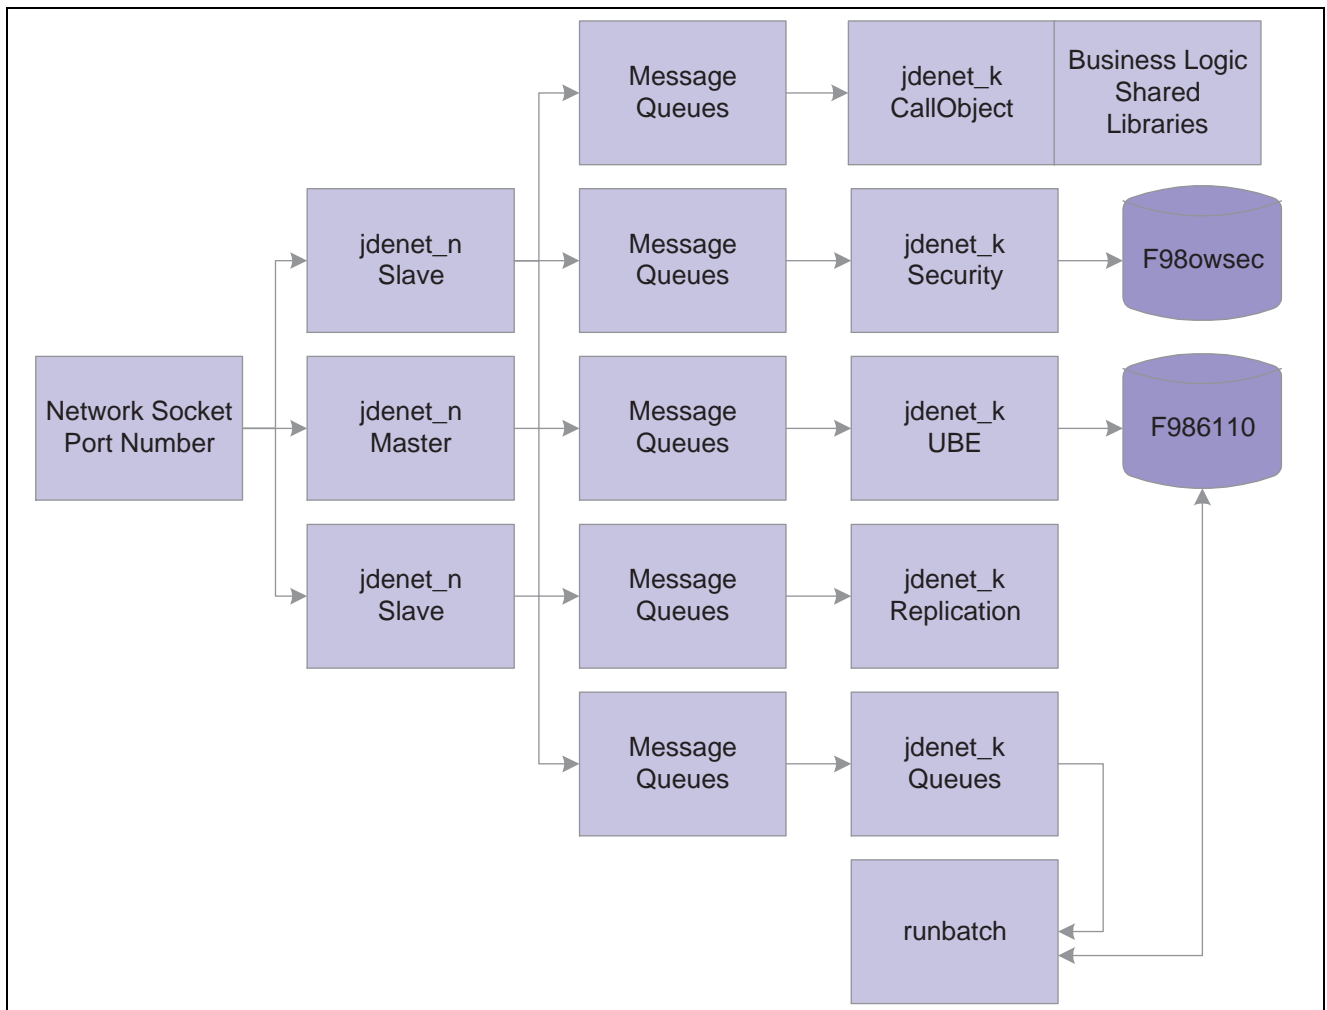 Message
Queues
jdenet_k
CallObject
Business Logic
Shared
Libraries
jdenet_n
Slave
Message
Queues
jdenet_k
Security
F98owsec
Network Socket
Port Number
jdenet_n
Master
Message
Queues
jdenet_k
UBE
F986110
jdenet_n
Slave
Message
Queues
jdenet_k
Replication
Message
Queues
jdenet_k
Queues
runbatch